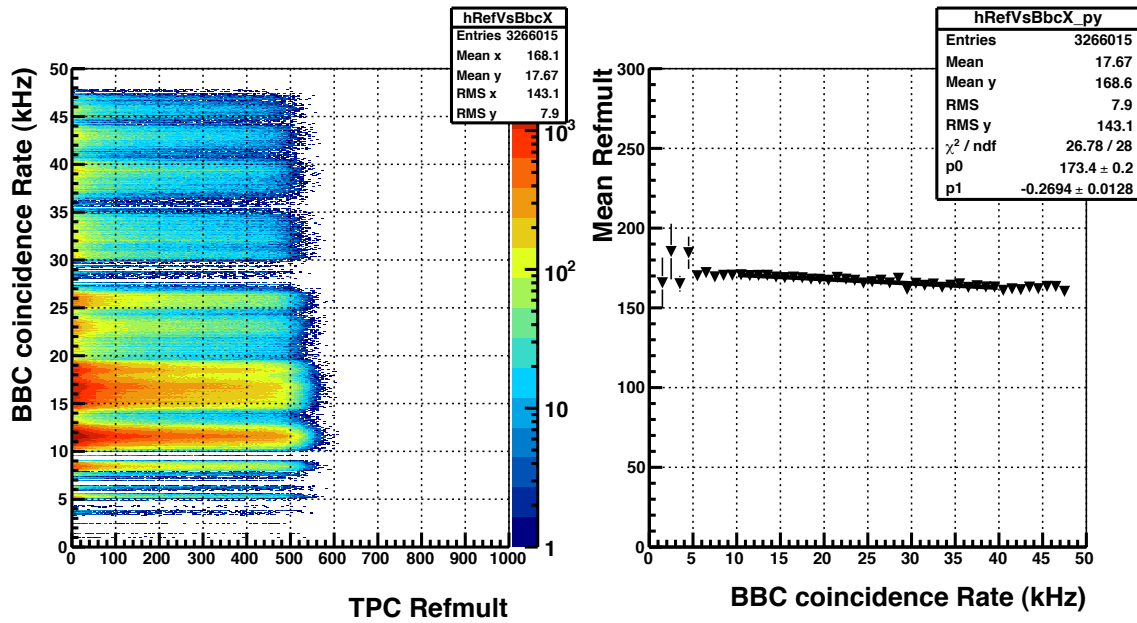 hRefVsBbcX
Entries 3266015
Mean x 168.1
Mean y 17.67
RMS x 143.1
RMS y 7.9
BBC coincidence Rate (kHz)
50
45
40
35
30
25
20
15
10
5
0
0 100 200 300 400 500 600 700 800 900 1000
TPC Refmult
10³
10²
10
1
hRefVsBbcX_py
Entries 3266015
Mean 17.67
Mean y 168.6
RMS 7.9
RMS y 143.1
χ² / ndf 26.78 / 28
p0 173.4 ± 0.2
p1 -0.2694 ± 0.0128
Mean Refmult
300
250
200
150
100
50
0
0 5 10 15 20 25 30 35 40 45 50
BBC coincidence Rate (kHz)